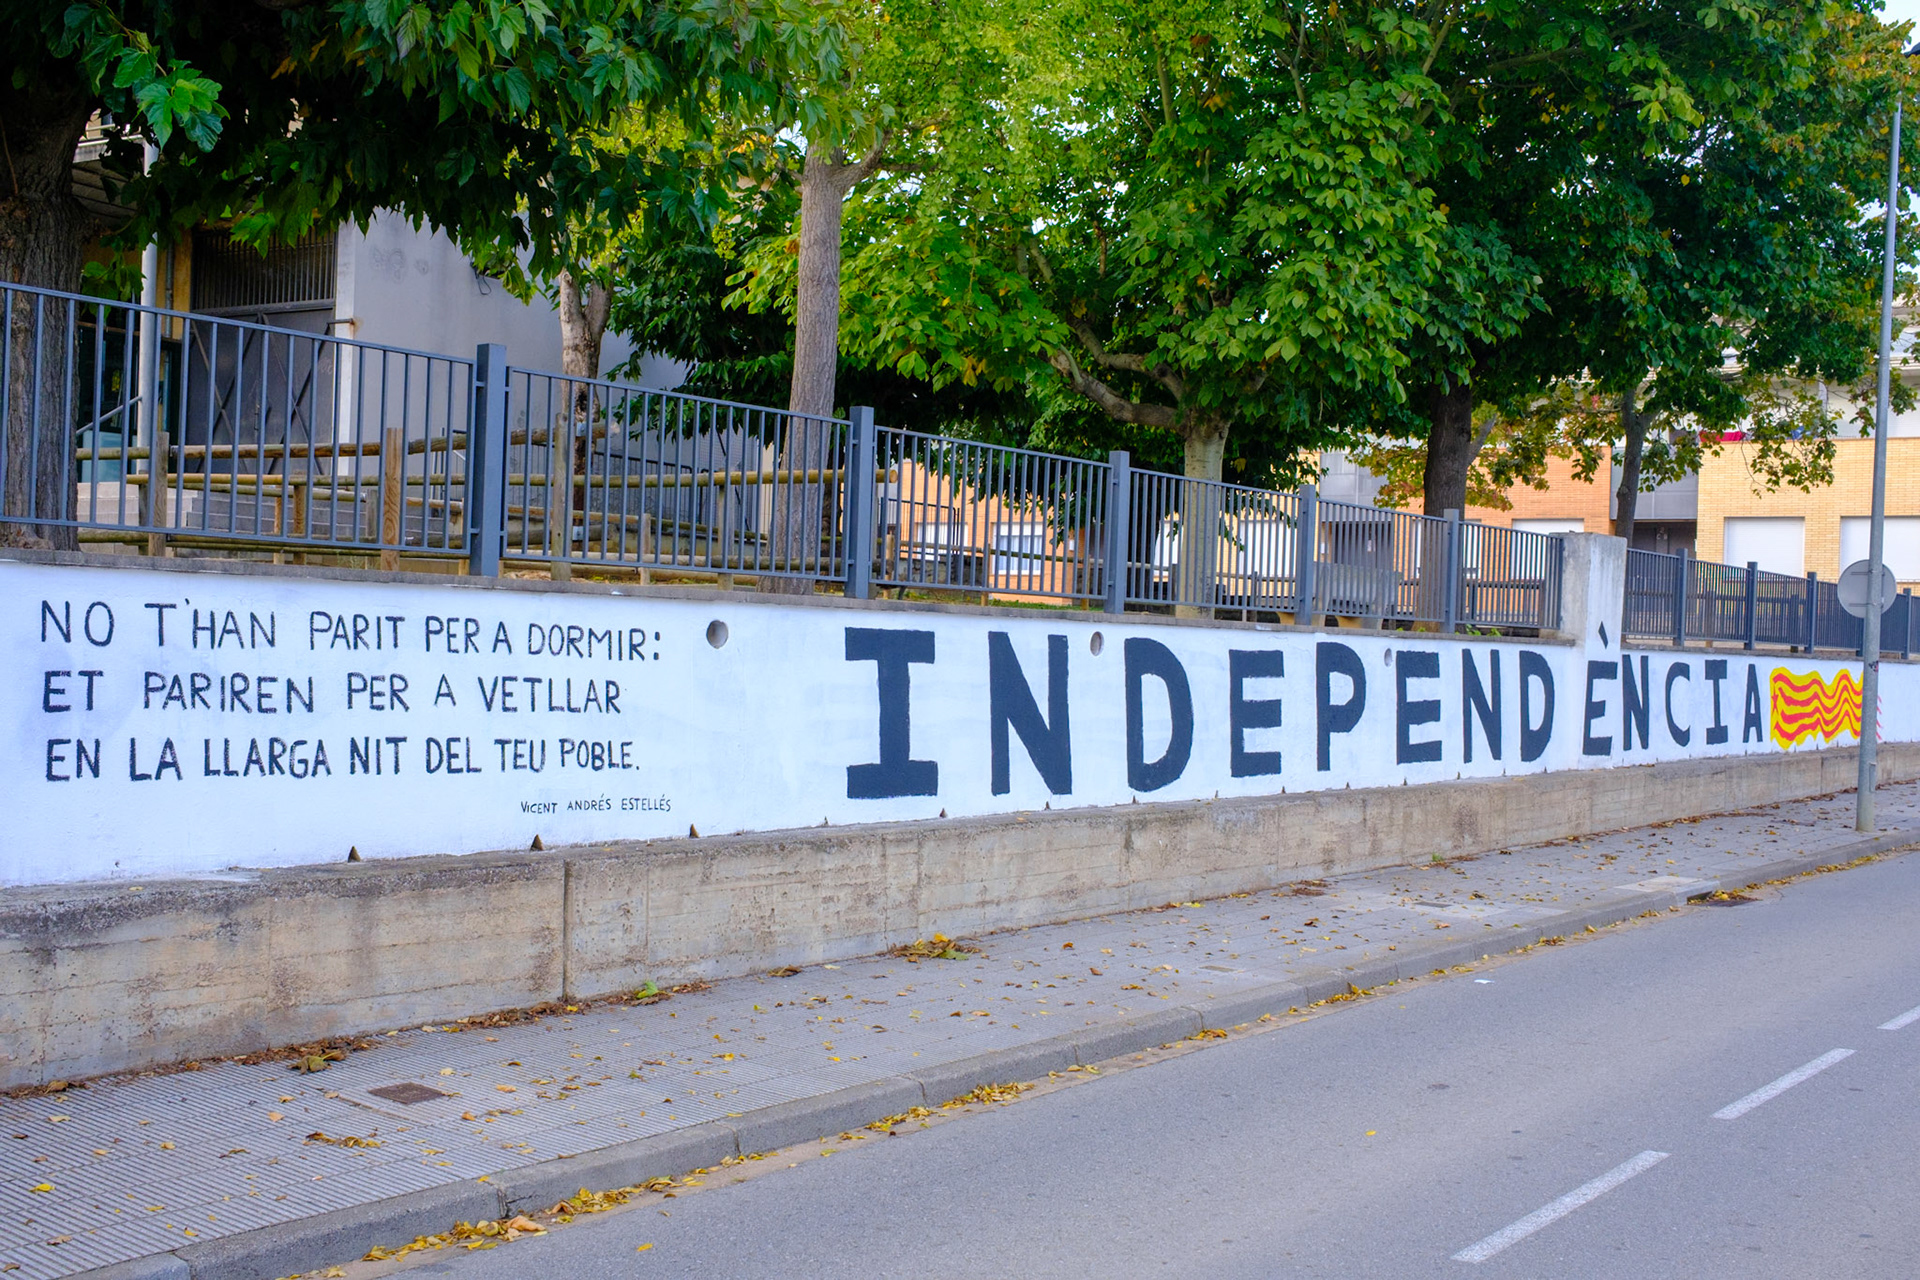 NO T'HAN PARIT PER A DORMIR:
ET PARIREN PER A VETLLAR
EN LA LLARGA NIT DEL TEU POBLE.
VICENT ANDRÉS ESTELLÉS
INDEPENDÈNCIA